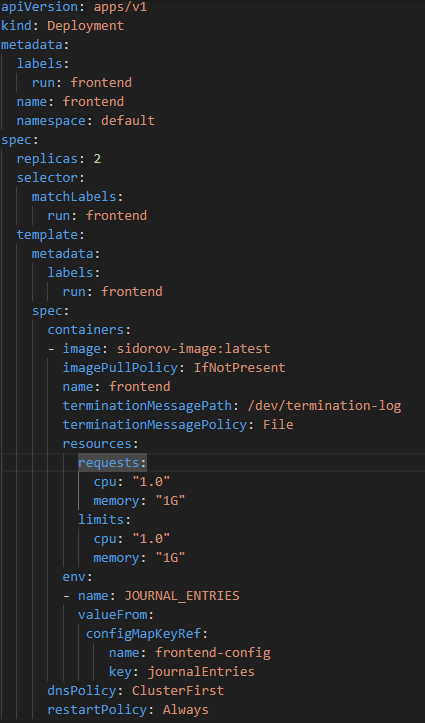 apiVersion: apps/v1
kind: Deployment
metadata:
  labels:
    run: frontend
  name: frontend
  namespace: default
spec:
  replicas: 2
  selector:
    matchLabels:
      run: frontend
  template:
    metadata:
      labels:
        run: frontend
    spec:
      containers:
      - image: sidorov-image:latest
        imagePullPolicy: IfNotPresent
        name: frontend
        terminationMessagePath: /dev/termination-log
        terminationMessagePolicy: File
        resources:
          requests:
            cpu: "1.0"
            memory: "1G"
          limits:
            cpu: "1.0"
            memory: "1G"
        env:
        - name: JOURNAL_ENTRIES
          valueFrom:
           configMapKeyRef:
              name: frontend-config
              key: journalEntries
      dnsPolicy: ClusterFirst
      restartPolicy: Always